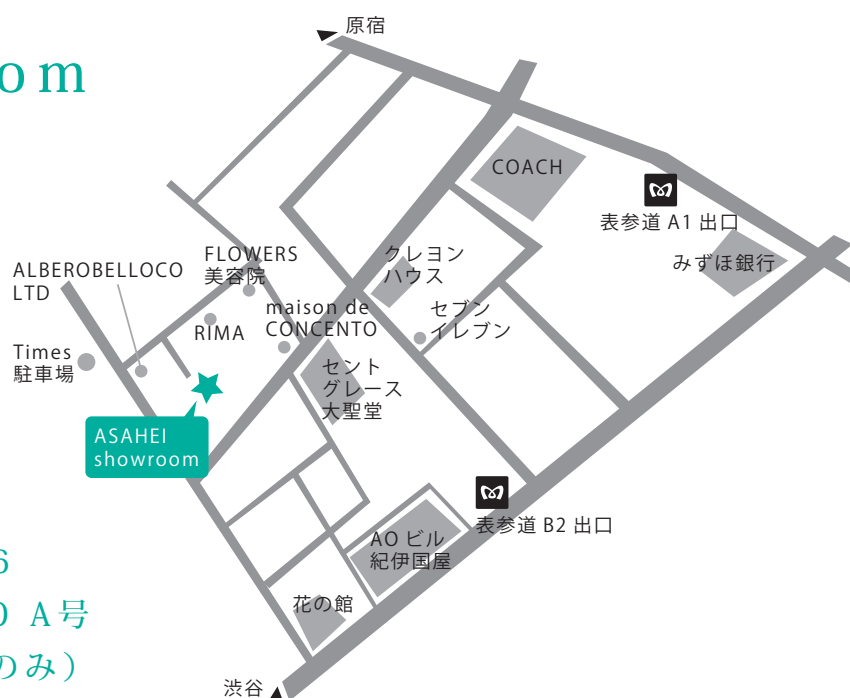 原宿
om
COACH
表参道 A1 出口
みずほ銀行
FLOWERS
美容院
クレヨン
ハウス
ALBEROBELLOCO
LTD
maison de
CONCENTO
セブン
イレブン
RIMA
Times
駐車場
セント
グレース
大聖堂
ASAHEI
showroom
表参道 B2 出口
AO ビル
紀伊国屋
6
A号
花の館
のみ）
渋谷